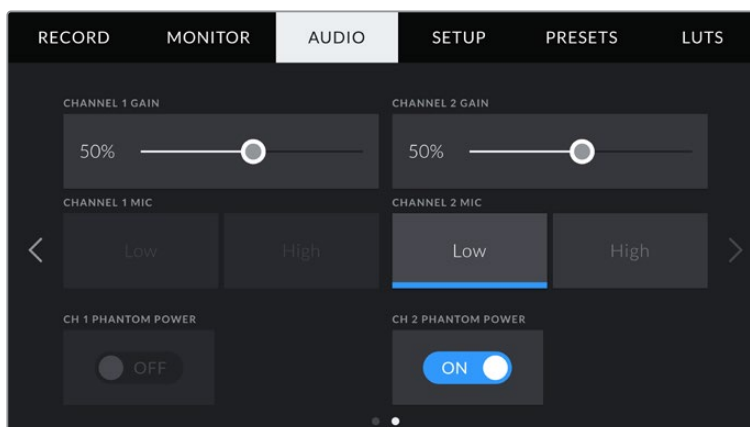 RECORD MONITOR AUDIO SETUP PRESETS LUTS
CHANNEL 1 GAIN CHANNEL 2 GAIN
50% 50%
CHANNEL 1 MIC CHANNEL 2 MIC
Low High Low High
CH 1 PHANTOM POWER CH 2 PHANTOM POWER
OFF ON